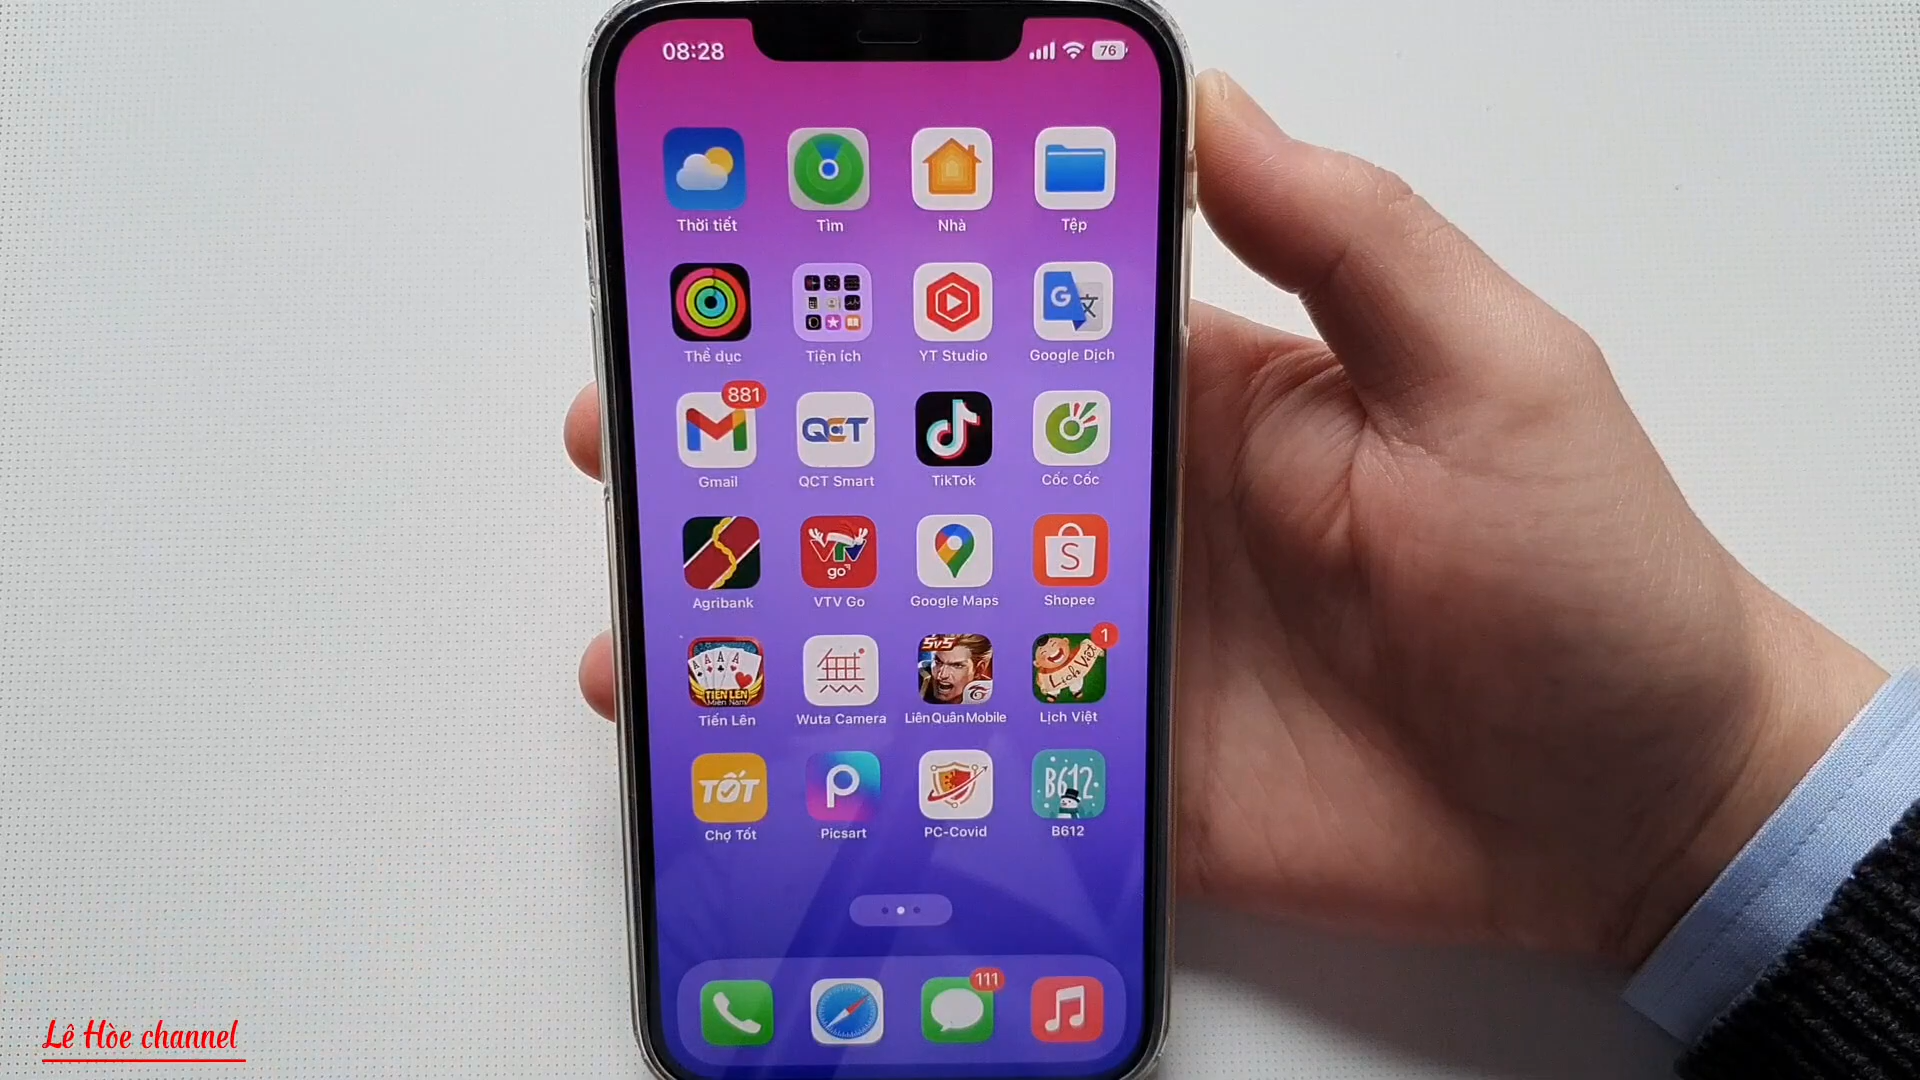 08:28 76
Thời tiết Tìm Nhà Tệp
Thể dục Tiện ích YT Studio Google Dịch
G 文
881
QCT
Gmail QCT Smart TikTok Cốc Cốc
VTV
go
S
Agribank VTV Go Google Maps Shopee
5v5 1
A A A A
TIẾN LÊN
Miền Nam
Lịch Việt
Tiến Lên Wuta Camera Liên Quân Mobile Lịch Việt
TỐT P B612
Chợ Tốt Picsart PC-Covid B612
111
Lê Hòe channel